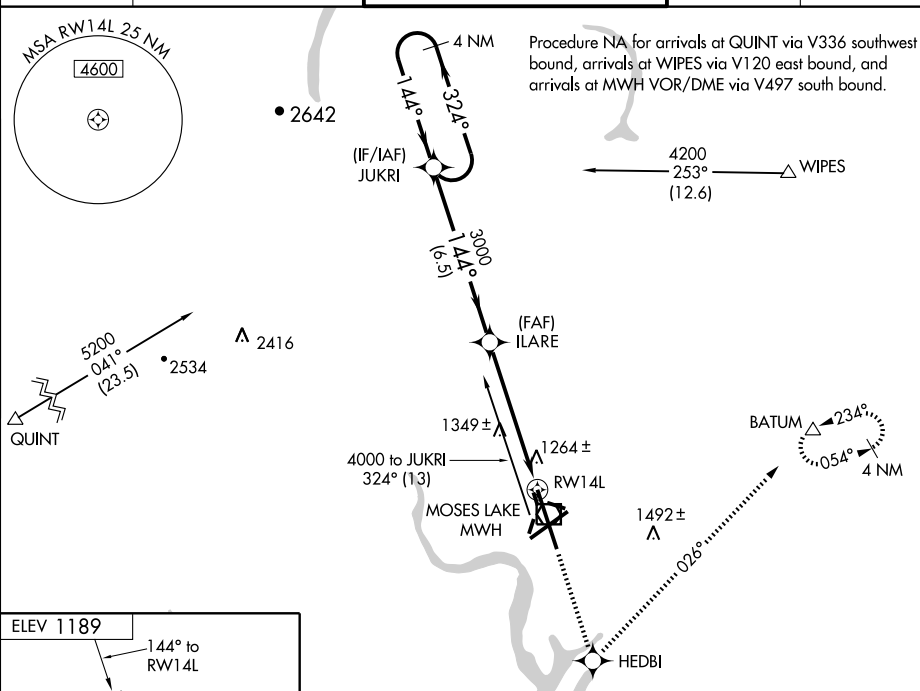 MSA RW14L 25 NM
4600
2642
4 NM
144°
324°
Procedure NA for arrivals at QUINT via V336 southwest
bound, arrivals at WIPES via V120 east bound, and
arrivals at MWH VOR/DME via V497 south bound.
(IF/IAF)
JUKRI
4200
253°
(12.6)
WIPES
3000
144°
(6.5)
(FAF)
ILARE
5200
041°
(23.5)
2534
2416
QUINT
1349 ±
4000 to JUKRI
324° (13)
1264 ±
RW14L
MOSES LAKE
MWH
1492 ±
BATUM
234°
054°
4 NM
026°
HEDBI
ELEV 1189
144° to
RW14L